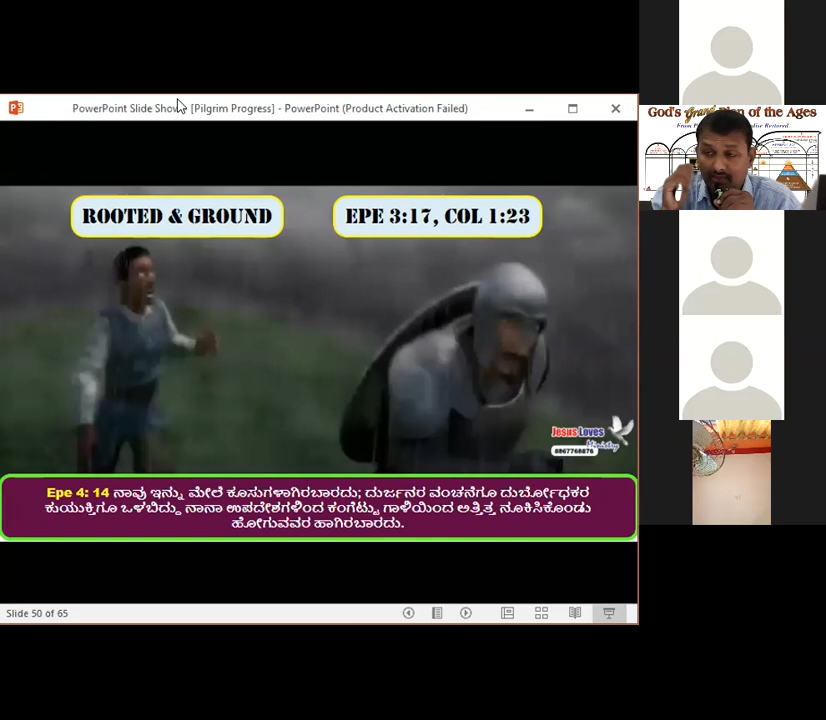 PowerPoint Slide Show - [Pilgrim Progress] - PowerPoint (Product Activation Failed)
ROOTED & GROUND
EPE 3:17, COL 1:23
Jesus Loves
Ministry
8867768876
Epe 4: 14 ನಾವು ಇನ್ನು ಮೇಲೆ ಕೂಸುಗಳಾಗಿರಬಾರದು; ದುರ್ಜನರ ವಂಚನೆಗೂ ದುರ್ಬೋಧಕರ
ಕುಯುಕ್ತಿಗೂ ಒಳಬಿದ್ದು ನಾನಾ ಉಪದೇಶಗಳಿಂದ ಕಂಗೆಟ್ಟು ಗಾಳಿಯಿಂದ ಅತ್ತಿತ್ತ ನೂಕಿಸಿಕೊಂಡು
ಹೋಗುವವರ ಹಾಗಿರಬಾರದು.
Slide 50 of 65
God's Grand Plan of the Ages